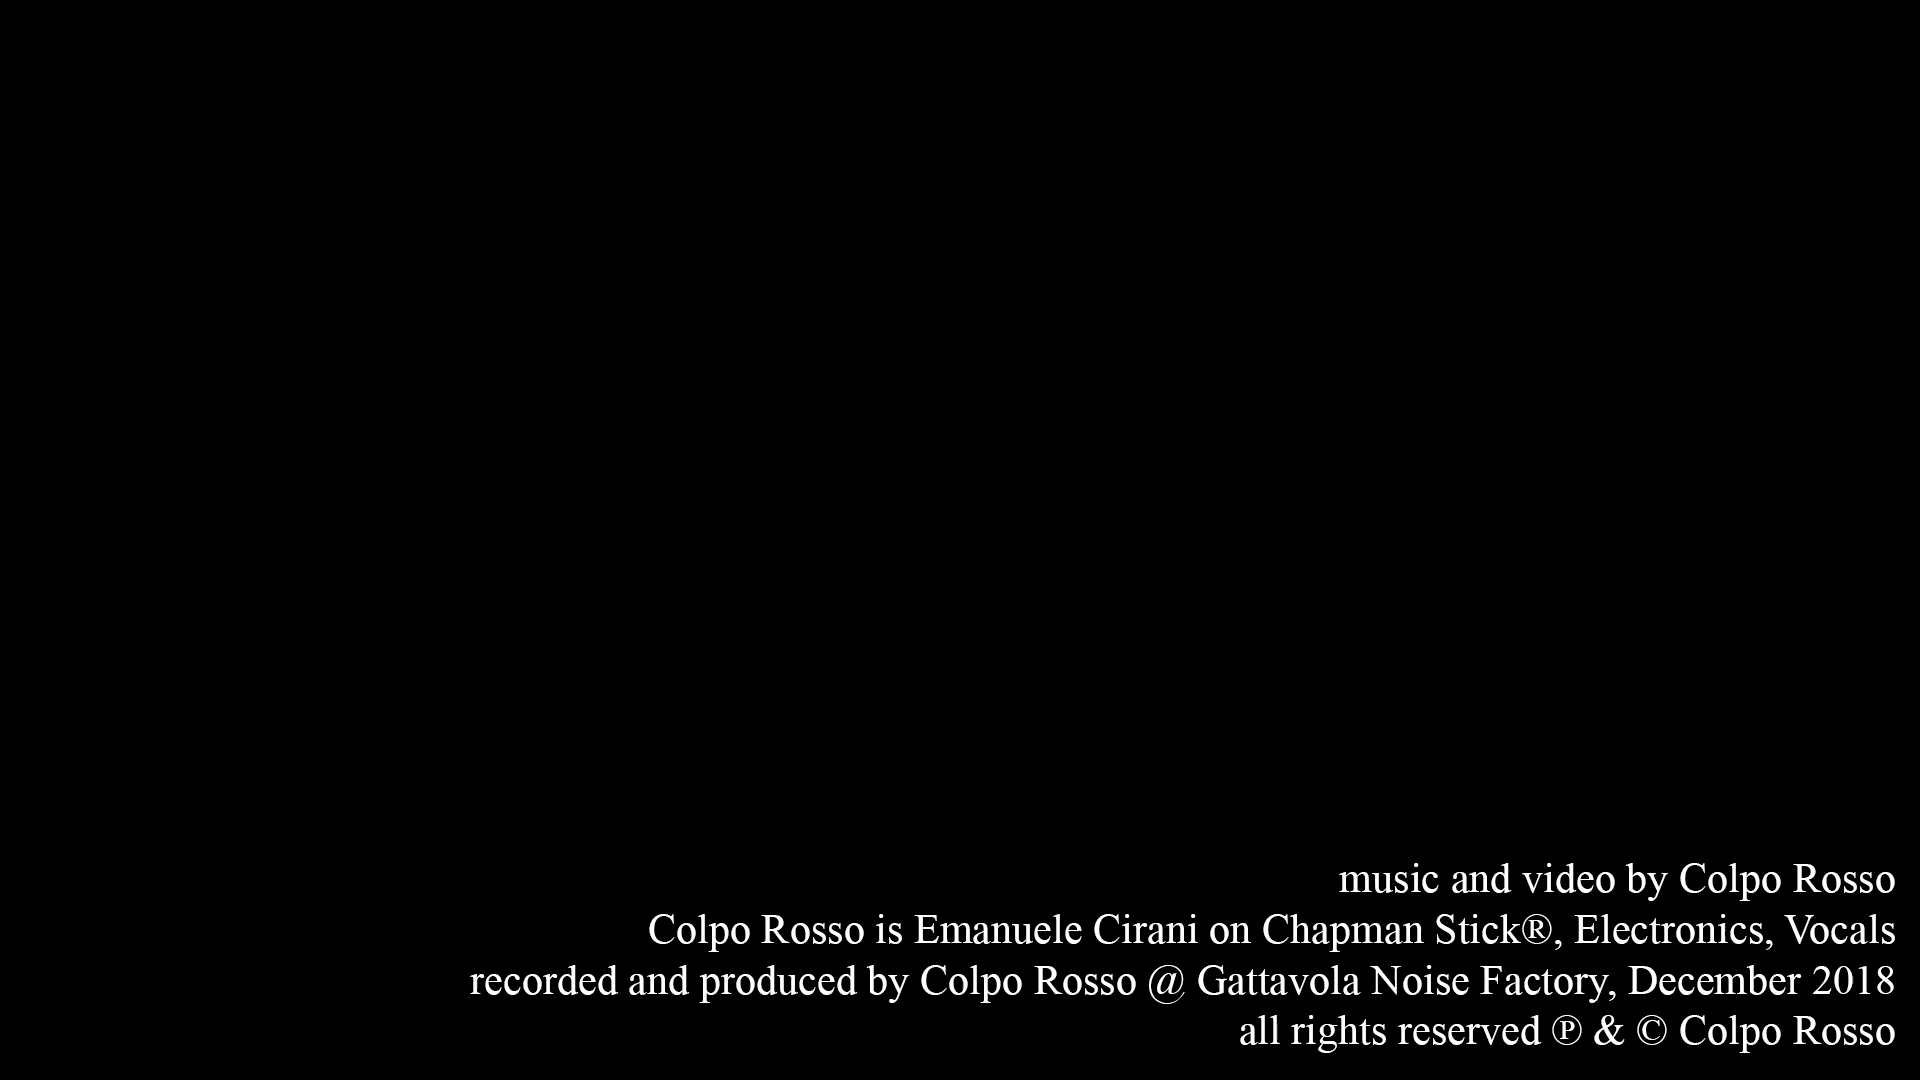 music and video by Colpo Rosso
Colpo Rosso is Emanuele Cirani on Chapman Stick®, Electronics, Vocals
recorded and produced by Colpo Rosso @ Gattavola Noise Factory, December 2018
all rights reserved ℗ & © Colpo Rosso